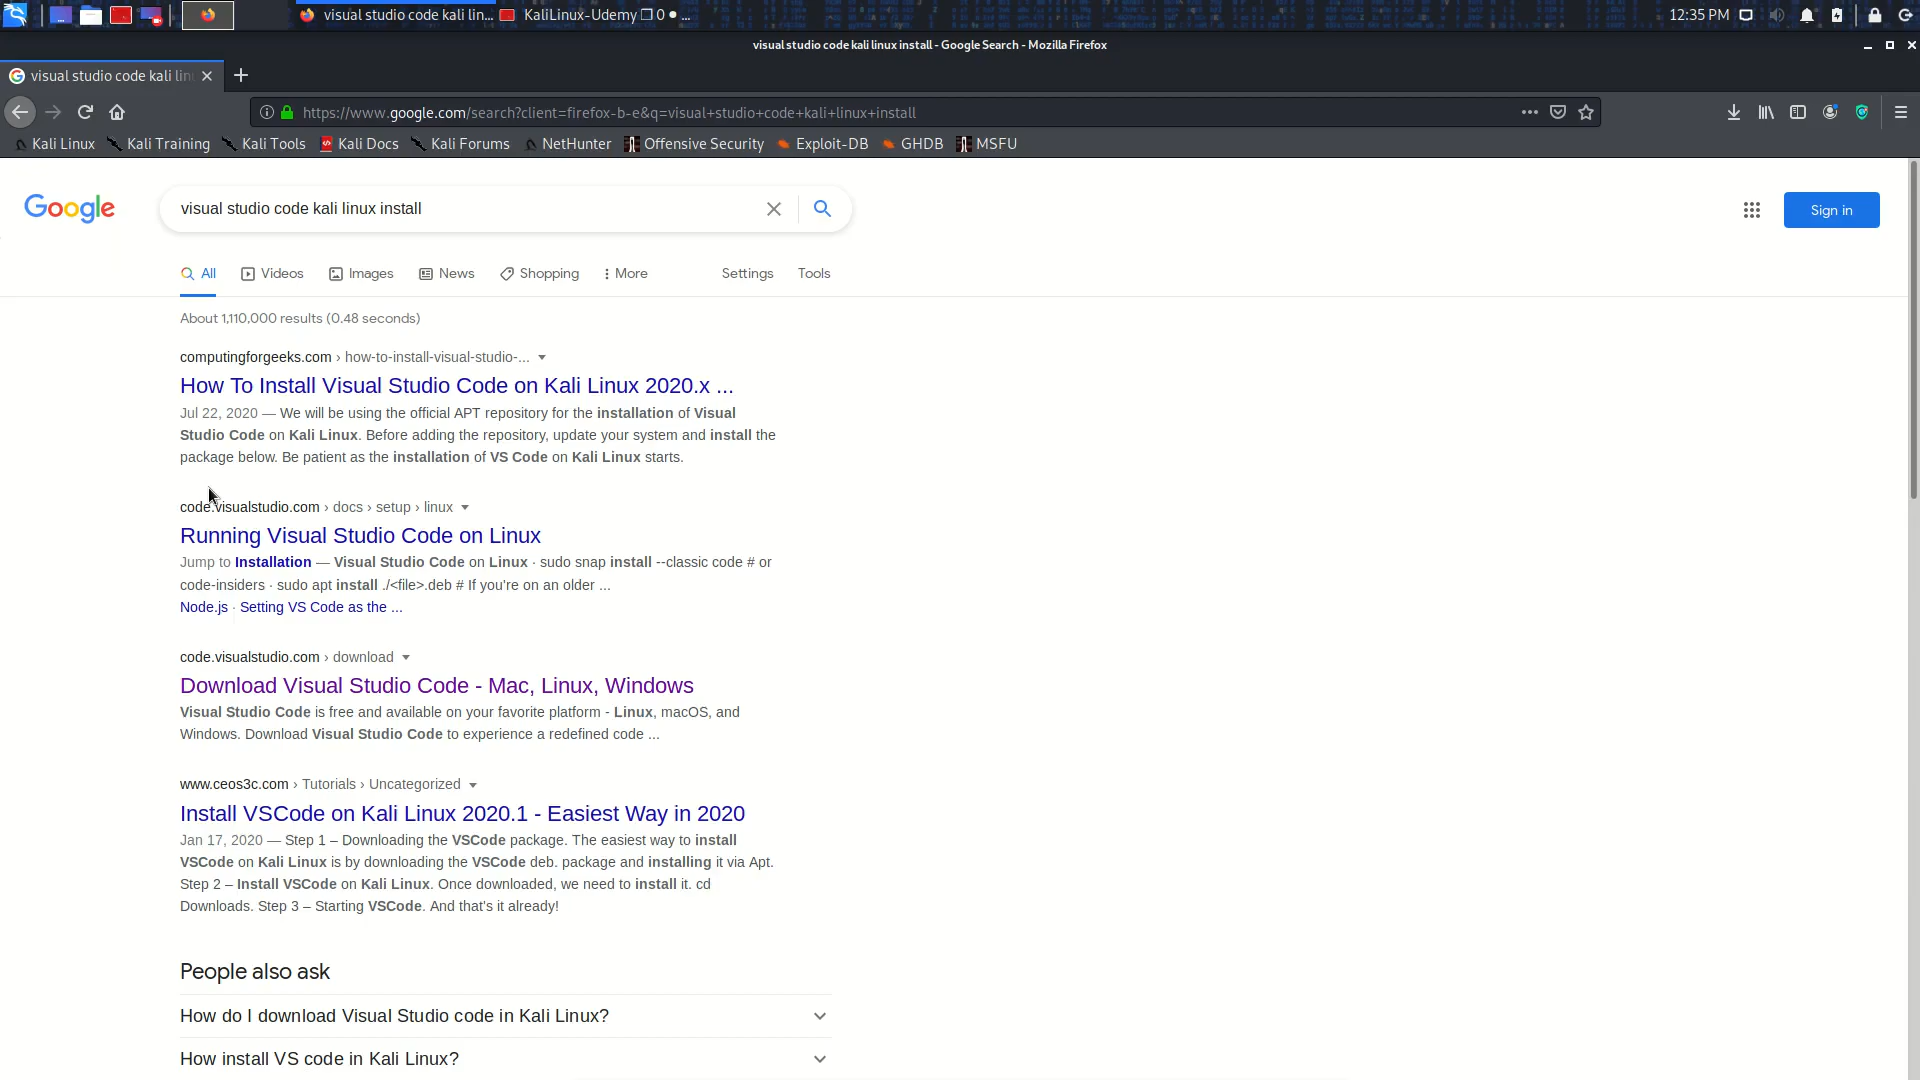 visual studio code kali lin...
KaliLinux-Udemy ❐ 0 ● ...
12:35 PM
visual studio code kali linux install - Google Search - Mozilla Firefox
visual studio code kali lin
https://www.google.com/search?client=firefox-b-e&q=visual+studio+code+kali+linux+install
Kali Linux
Kali Training
Kali Tools
Kali Docs
Kali Forums
NetHunter
Offensive Security
Exploit-DB
GHDB
MSFU
Google
visual studio code kali linux install
Sign in
All
Videos
Images
News
Shopping
More
Settings
Tools
About 1,110,000 results (0.48 seconds)
computingforgeeks.com › how-to-install-visual-studio-...
How To Install Visual Studio Code on Kali Linux 2020.x ...
Jul 22, 2020 — We will be using the official APT repository for the installation of Visual
Studio Code on Kali Linux. Before adding the repository, update your system and install the
package below. Be patient as the installation of VS Code on Kali Linux starts.
code.visualstudio.com › docs › setup › linux
Running Visual Studio Code on Linux
Jump to Installation — Visual Studio Code on Linux · sudo snap install --classic code # or
code-insiders · sudo apt install ./<file>.deb # If you're on an older ...
Node.js · Setting VS Code as the ...
code.visualstudio.com › download
Download Visual Studio Code - Mac, Linux, Windows
Visual Studio Code is free and available on your favorite platform - Linux, macOS, and
Windows. Download Visual Studio Code to experience a redefined code ...
www.ceos3c.com › Tutorials › Uncategorized
Install VSCode on Kali Linux 2020.1 - Easiest Way in 2020
Jan 17, 2020 — Step 1 – Downloading the VSCode package. The easiest way to install
VSCode on Kali Linux is by downloading the VSCode deb. package and installing it via Apt.
Step 2 – Install VSCode on Kali Linux. Once downloaded, we need to install it. cd
Downloads. Step 3 – Starting VSCode. And that's it already!
People also ask
How do I download Visual Studio code in Kali Linux?
How install VS code in Kali Linux?